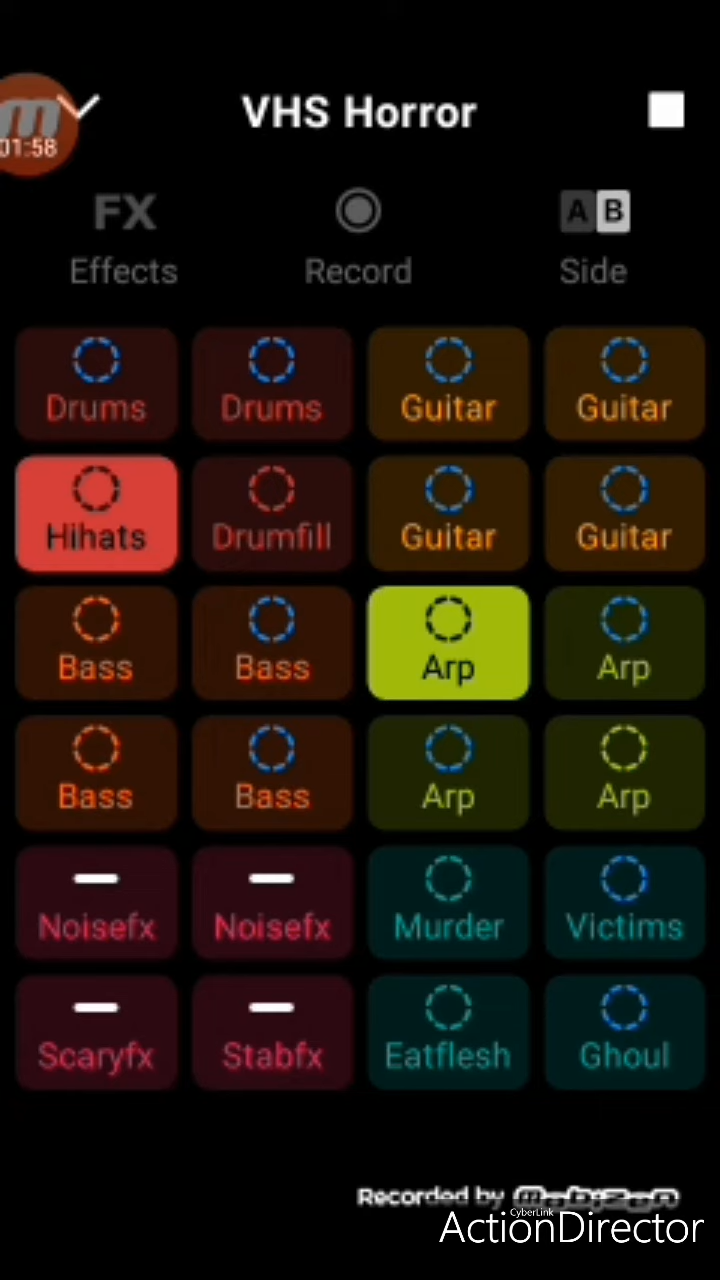 VHS Horror
m
01:58
FX A B
Effects Record Side
Drums Drums Guitar Guitar
Hihats Drumfill Guitar Guitar
Bass Bass Arp Arp
Bass Bass Arp Arp
Noisefx Noisefx Murder Victims
Scaryfx Stabfx Eatflesh Ghoul
Recorded by mobizen
CyberLink
ActionDirector